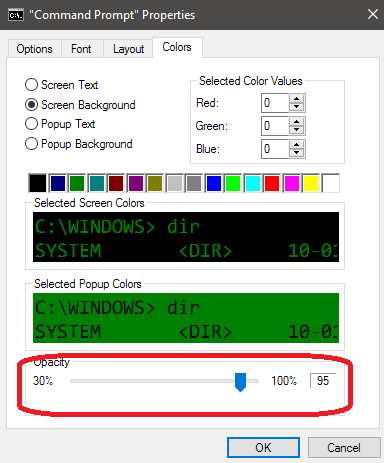 C:\. "Command Prompt" Properties
Options Font Layout Colors
Screen Text
Screen Background
Popup Text
Popup Background
Selected Color Values
Red: 0
Green: 0
Blue: 0
Selected Screen Colors
C:\WINDOWS> dir
SYSTEM <DIR> 10-01
Selected Popup Colors
C:\WINDOWS> dir
SYSTEM <DIR> 10-01
Opacity
30% 100% 95
OK Cancel